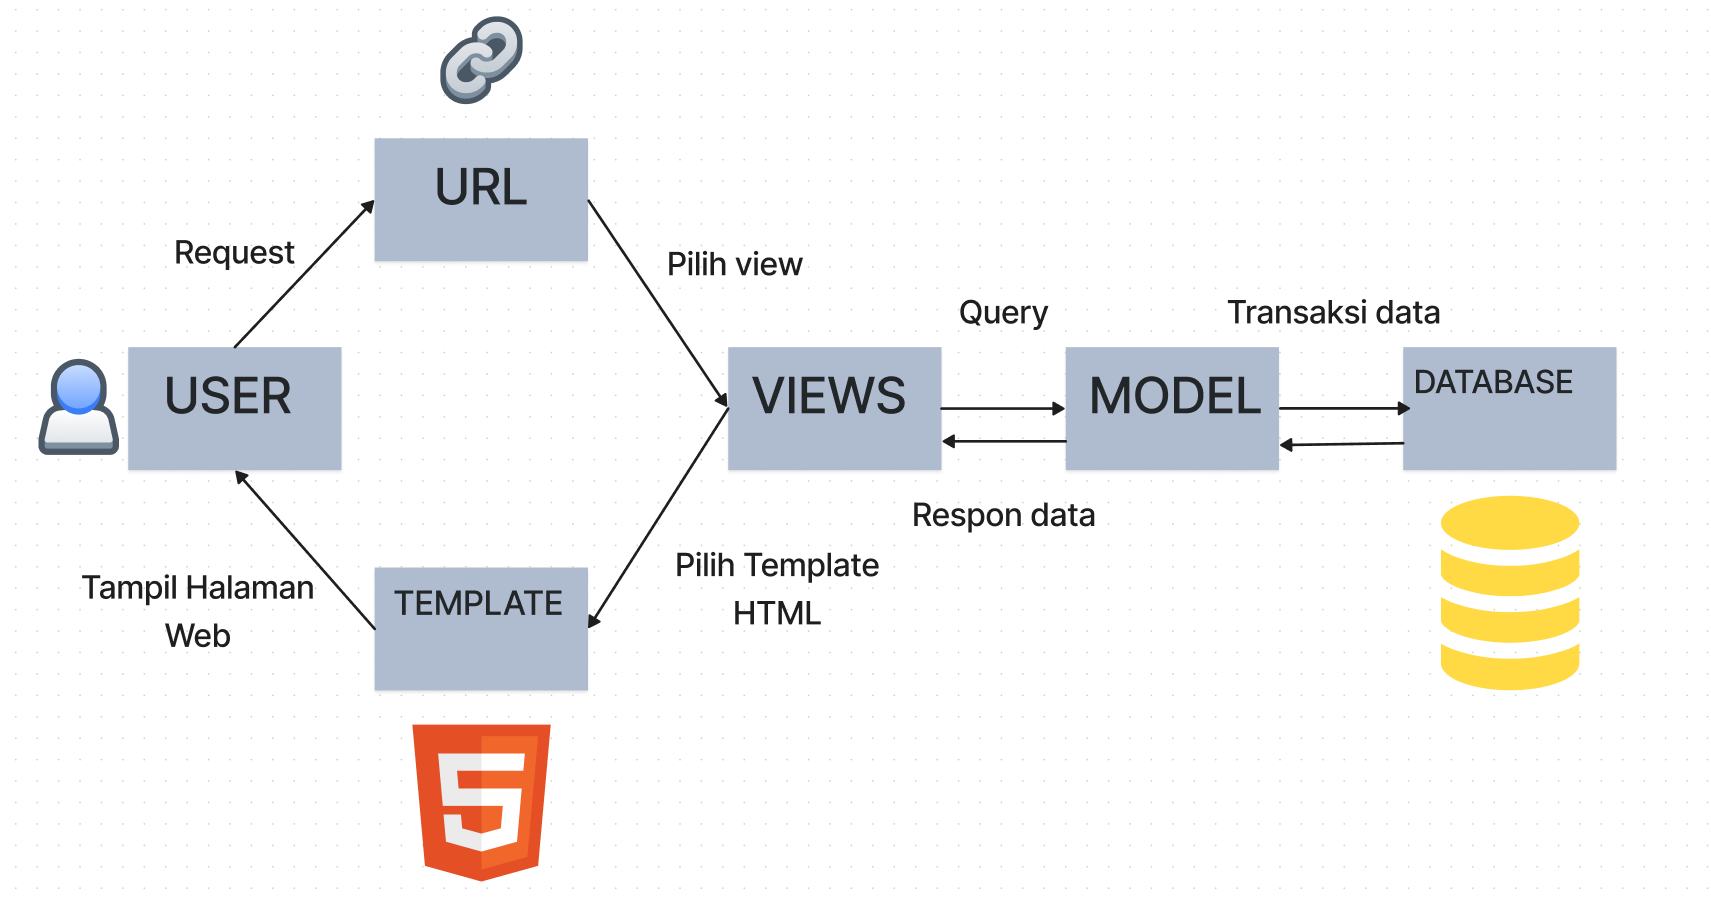 URL
Request
Pilih view
Query
Transaksi data
USER
VIEWS
MODEL
DATABASE
Respon data
Pilih Template
HTML
Tampil Halaman
Web
TEMPLATE